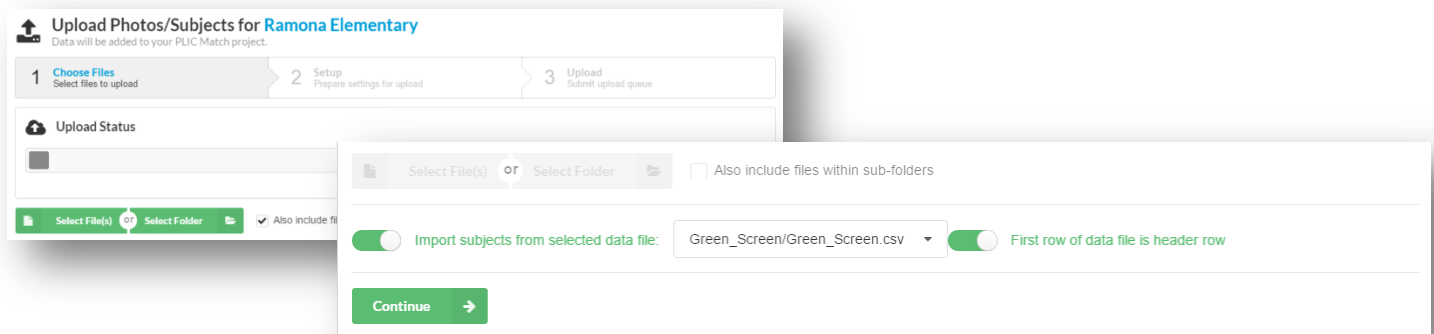 Upload Photos/Subjects for Ramona Elementary
Data will be added to your PLIC Match project.
1 Choose Files
Select files to upload
2 Setup
Prepare settings for upload
3 Upload
Submit upload queue
Upload Status
Select File(s) or Select Folder Also include
Select File(s) or Select Folder Also include files within sub-folders
Import subjects from selected data file: Green_Screen/Green_Screen.csv First row of data file is header row
Continue